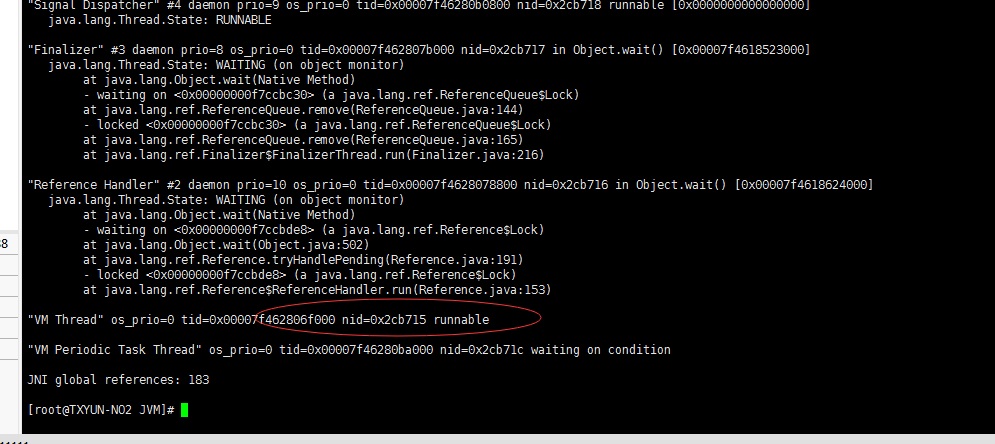 "Signal Dispatcher" #4 daemon prio=9 os_prio=0 tid=0x00007f46280b0800 nid=0x2cb718 runnable [0x0000000000000000]
java.lang.Thread.State: RUNNABLE
"Finalizer" #3 daemon prio=8 os_prio=0 tid=0x00007f462807b000 nid=0x2cb717 in Object.wait() [0x00007f4618523000]
java.lang.Thread.State: WAITING (on object monitor)
at java.lang.Object.wait(Native Method)
- waiting on <0x00000000f7ccbc30> (a java.lang.ref.ReferenceQueue$Lock)
at java.lang.ref.ReferenceQueue.remove(ReferenceQueue.java:144)
- locked <0x00000000f7ccbc30> (a java.lang.ref.ReferenceQueue$Lock)
at java.lang.ref.ReferenceQueue.remove(ReferenceQueue.java:165)
at java.lang.ref.Finalizer$FinalizerThread.run(Finalizer.java:216)
"Reference Handler" #2 daemon prio=10 os_prio=0 tid=0x00007f4628078800 nid=0x2cb716 in Object.wait() [0x00007f4618624000]
java.lang.Thread.State: WAITING (on object monitor)
at java.lang.Object.wait(Native Method)
- waiting on <0x00000000f7ccbde8> (a java.lang.ref.Reference$Lock)
at java.lang.Object.wait(Object.java:502)
at java.lang.ref.Reference.tryHandlePending(Reference.java:191)
- locked <0x00000000f7ccbde8> (a java.lang.ref.Reference$Lock)
at java.lang.ref.Reference$ReferenceHandler.run(Reference.java:153)
"VM Thread" os_prio=0 tid=0x00007f462806f000 nid=0x2cb715 runnable
"VM Periodic Task Thread" os_prio=0 tid=0x00007f46280ba000 nid=0x2cb71c waiting on condition
JNI global references: 183
[root@TXYUN-NO2 JVM]#